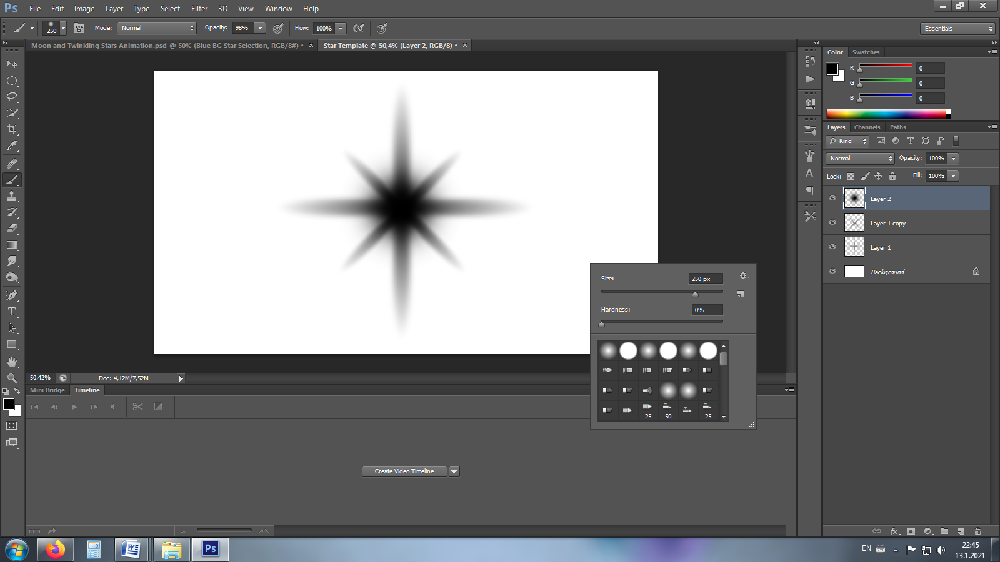 Ps File Edit Image Layer Type Select Filter 3D View Window Help
250 Mode: Normal Opacity: 98% Flow: 100% Essentials
Moon and Twinkling Stars Animation.psd @ 50% (Blue BG Star Selection, RGB/8#) * × Star Template @ 50,4% (Layer 2, RGB/8) * ×
Color Swatches
R 0
G 0
B 0
Layers Channels Paths
Kind T
Normal Opacity: 100%
Lock: Fill: 100%
Layer 2
Layer 1 copy
Layer 1
Background
Size: 250 px
Hardness: 0%
25 50 25
50,42% Doc: 4,12M/7,52M
Mini Bridge Timeline
Create Video Timeline
fx
W Ps EN 22:45
13.1.2021